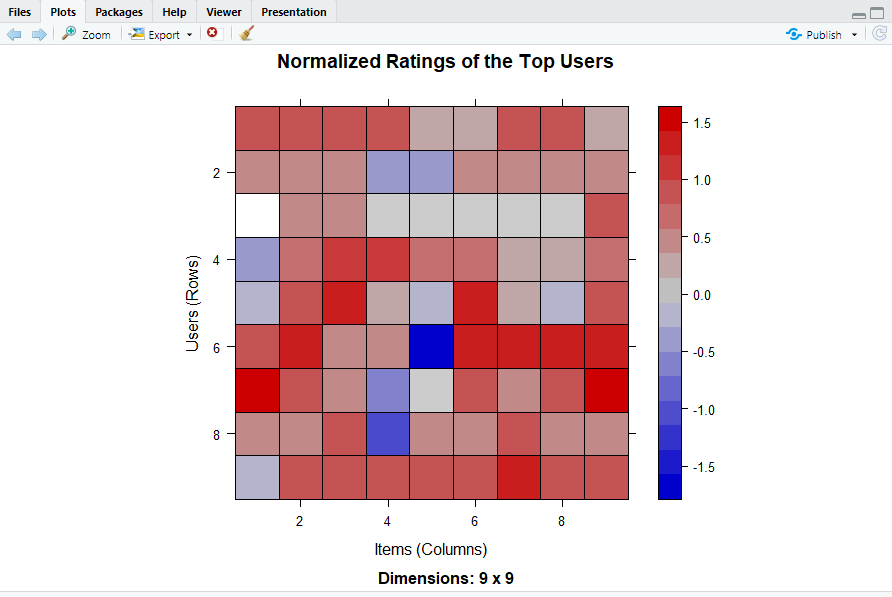 Files Plots Packages Help Viewer Presentation
Zoom Export Publish
Normalized Ratings of the Top Users
Users (Rows)
2
4
6
8
1.5
1.0
0.5
0.0
-0.5
-1.0
-1.5
2 4 6 8
Items (Columns)
Dimensions: 9 x 9